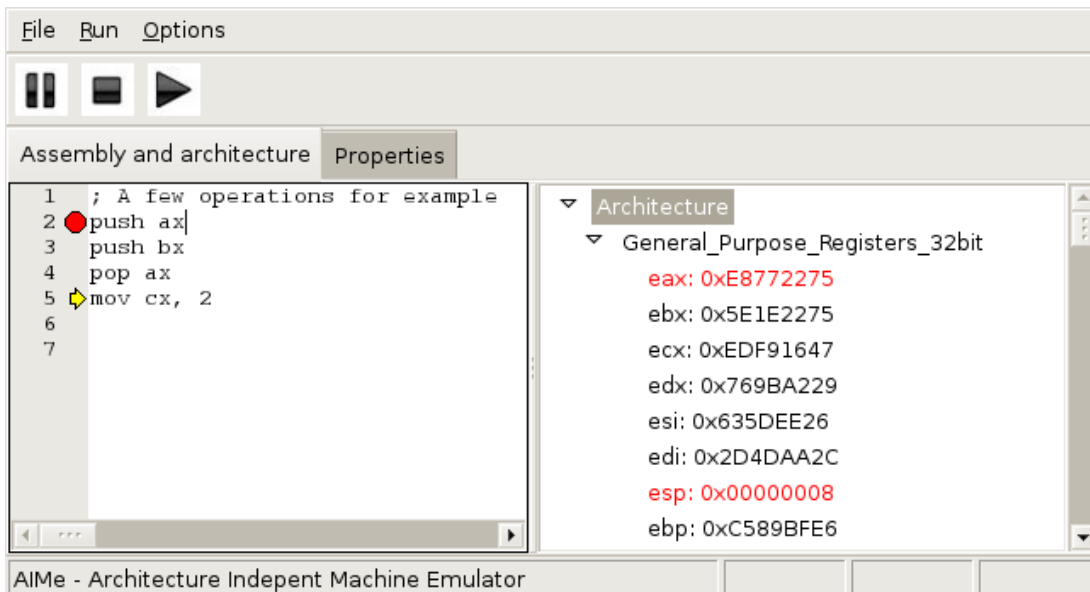 File Run Options
Assembly and architecture Properties
1 ; A few operations for example
2 push ax
3 push bx
4 pop ax
5 mov cx, 2
6
7
Architecture
General_Purpose_Registers_32bit
eax: 0xE8772275
ebx: 0x5E1E2275
ecx: 0xEDF91647
edx: 0x769BA229
esi: 0x635DEE26
edi: 0x2D4DAA2C
esp: 0x00000008
ebp: 0xC589BFE6
AIMe - Architecture Indepent Machine Emulator